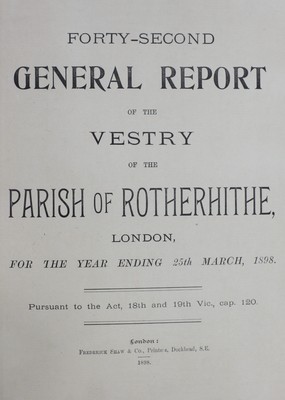 FORTY-SECOND
GENERAL REPORT
OF THE
VESTRY
OF THE
PARISH OF ROTHERHITHE,
LONDON,
FOR THE YEAR ENDING 25th MARCH, 1898.
Pursuant to the Act, 18th and 19th Vic., cap. 120.
London:
FREDERICK SHAW & Co., Printers, Dockhead, S.E.
1898.